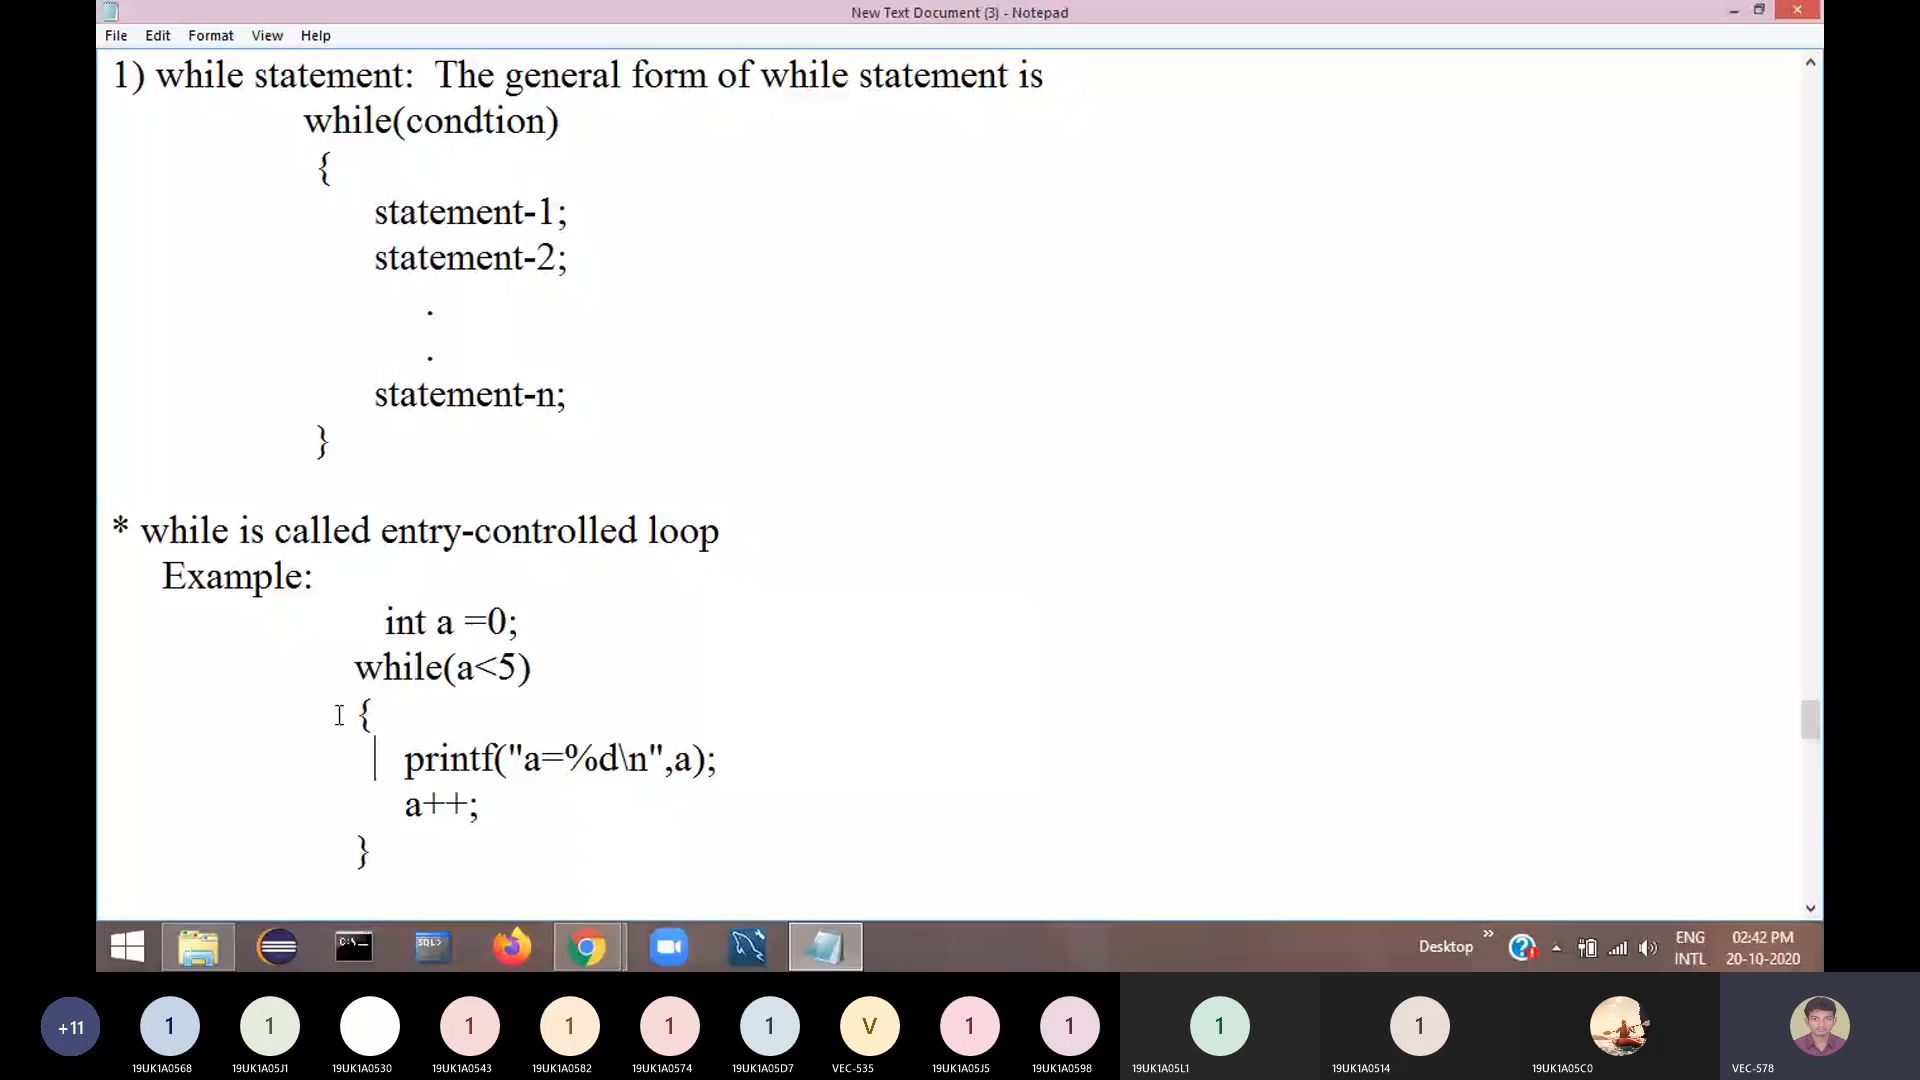 New Text Document (3) - Notepad
File Edit Format View Help
1) while statement: The general form of while statement is
while(condtion)
{
statement-1;
statement-2;
.
.
statement-n;
}
* while is called entry-controlled loop
Example:
int a =0;
while(a<5)
{
printf("a=%d\n",a);
a++;
}
C:\_
SQL>
Desktop »
ENG
INTL
02:42 PM
20-10-2020
+11 1 1 1 1 1 1 V 1 1 1 1
19UK1A0568 19UK1A05J1 19UK1A0530 19UK1A0543 19UK1A0582 19UK1A0574 19UK1A05D7 VEC-535 19UK1A05J5 19UK1A0598 19UK1A05L1 19UK1A0514 19UK1A05C0 VEC-578